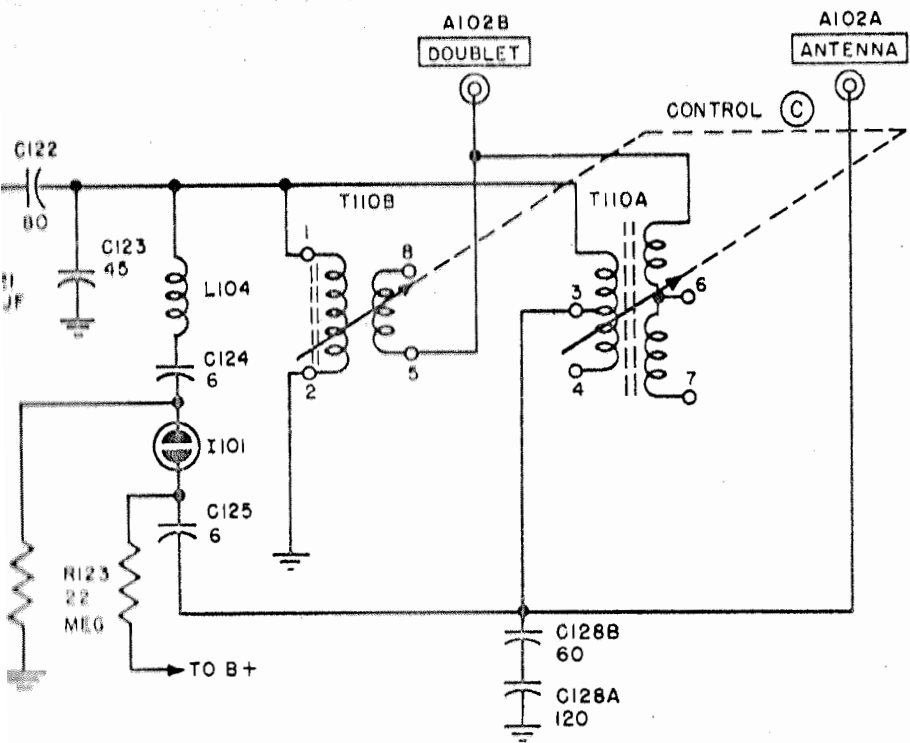 A102B
DOUBLET
A102A
ANTENNA
CONTROL C
C122
80
T110B
T110A
C123
45
1
8
L104
3
6
C124
6
2
5
4
7
I101
C125
6
R123
22
MEG
TO B+
C128B
60
C128A
120